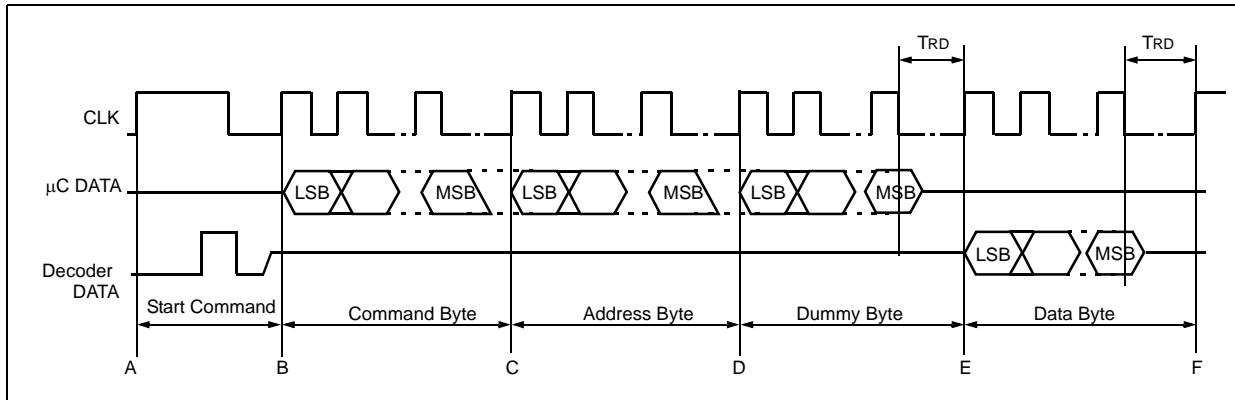 TRD TRD
CLK
μC DATA LSB MSB LSB MSB LSB MSB
Decoder DATA LSB MSB
Start Command Command Byte Address Byte Dummy Byte Data Byte
A B C D E F